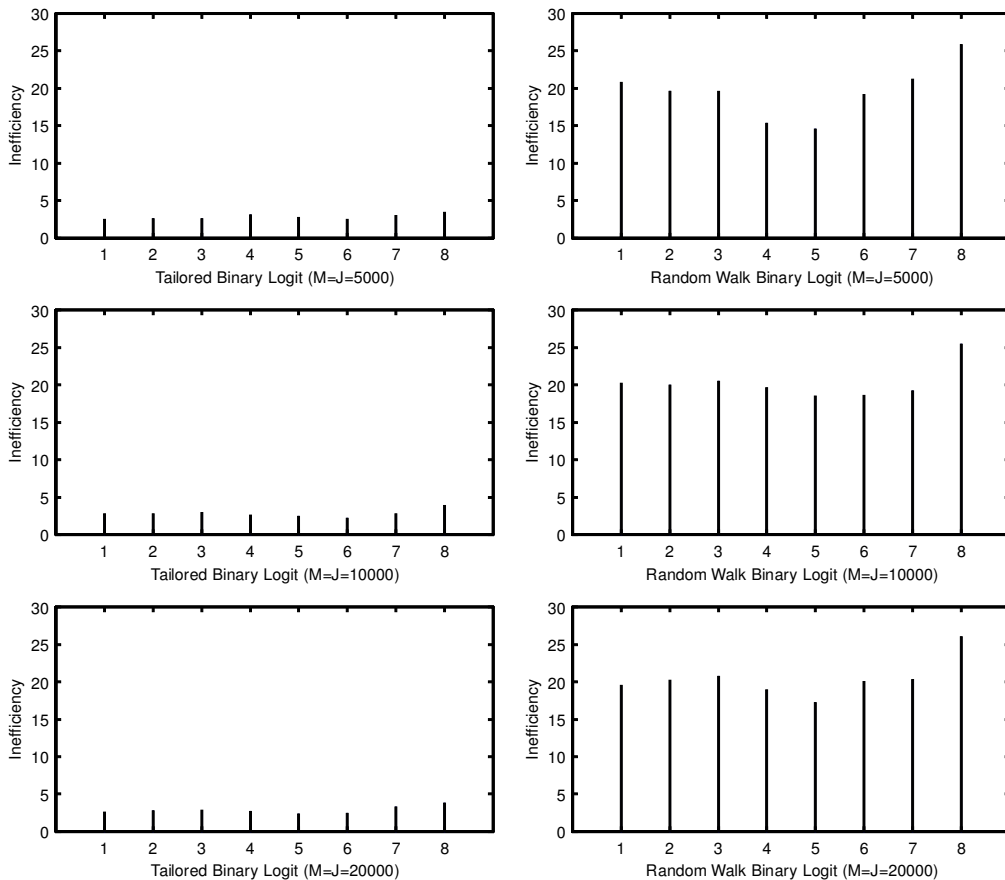 30
25
20
15
10
5
0
Inefficiency
1 2 3 4 5 6 7 8
Tailored Binary Logit (M=J=5000)
30
25
20
15
10
5
0
Inefficiency
1 2 3 4 5 6 7 8
Random Walk Binary Logit (M=J=5000)
30
25
20
15
10
5
0
Inefficiency
1 2 3 4 5 6 7 8
Tailored Binary Logit (M=J=10000)
30
25
20
15
10
5
0
Inefficiency
1 2 3 4 5 6 7 8
Random Walk Binary Logit (M=J=10000)
30
25
20
15
10
5
0
Inefficiency
1 2 3 4 5 6 7 8
Tailored Binary Logit (M=J=20000)
30
25
20
15
10
5
0
Inefficiency
1 2 3 4 5 6 7 8
Random Walk Binary Logit (M=J=20000)